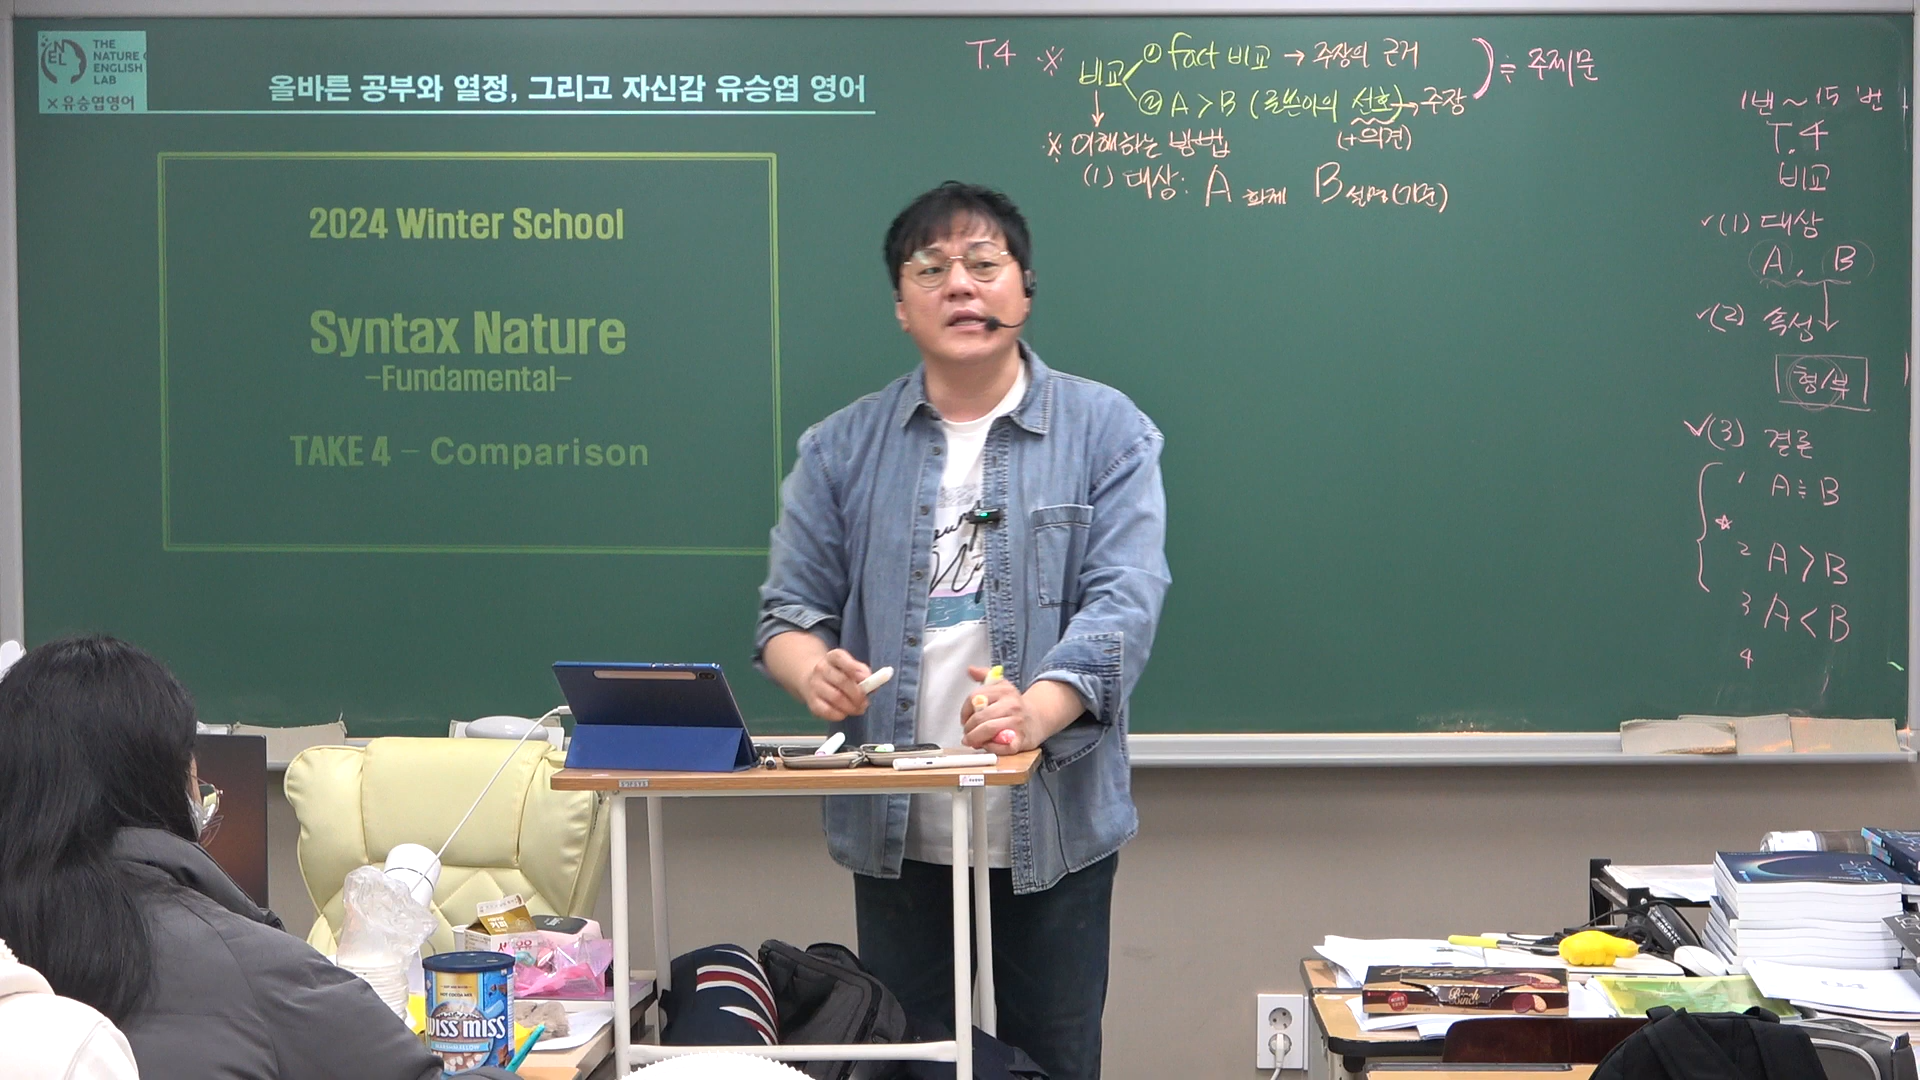 NEL
THE
NATURE O
ENGLISH
LAB
×유승엽영어
올바른 공부와 열정, 그리고 자신감 유승엽 영어
2024 Winter School
Syntax Nature
-Fundamental-
TAKE 4 - Comparison
T.4 ※ 비교
① fact 비교 → 주장의 근거
② A > B (글쓴이의 선호) → 주장
(+의견)
≒ 주제문
※ 이해하는 방법
(1) 대상: A 화제 B 설명(기준)
1번 ~ 15번
T.4
비교
(1) 대상
A, B
(2) 속성
형/부
(3) 결론
1 A ≒ B
2 A > B
3 A < B
4
SWISS MISS
Binch